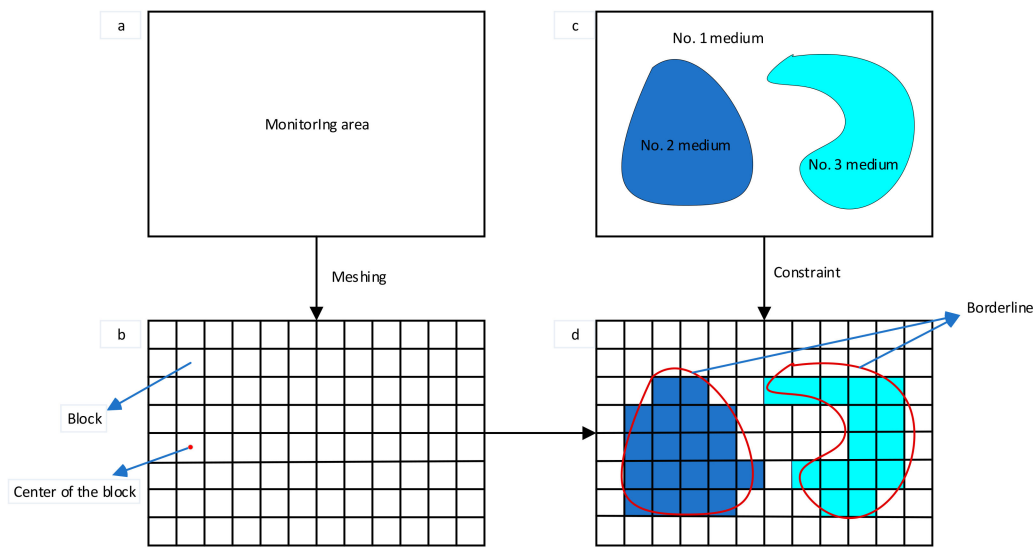 a
MonitorIng area
c
No. 1 medium
No. 2 medium
No. 3 medium
Meshing
Constraint
b
Block
Center of the block
d
Borderline